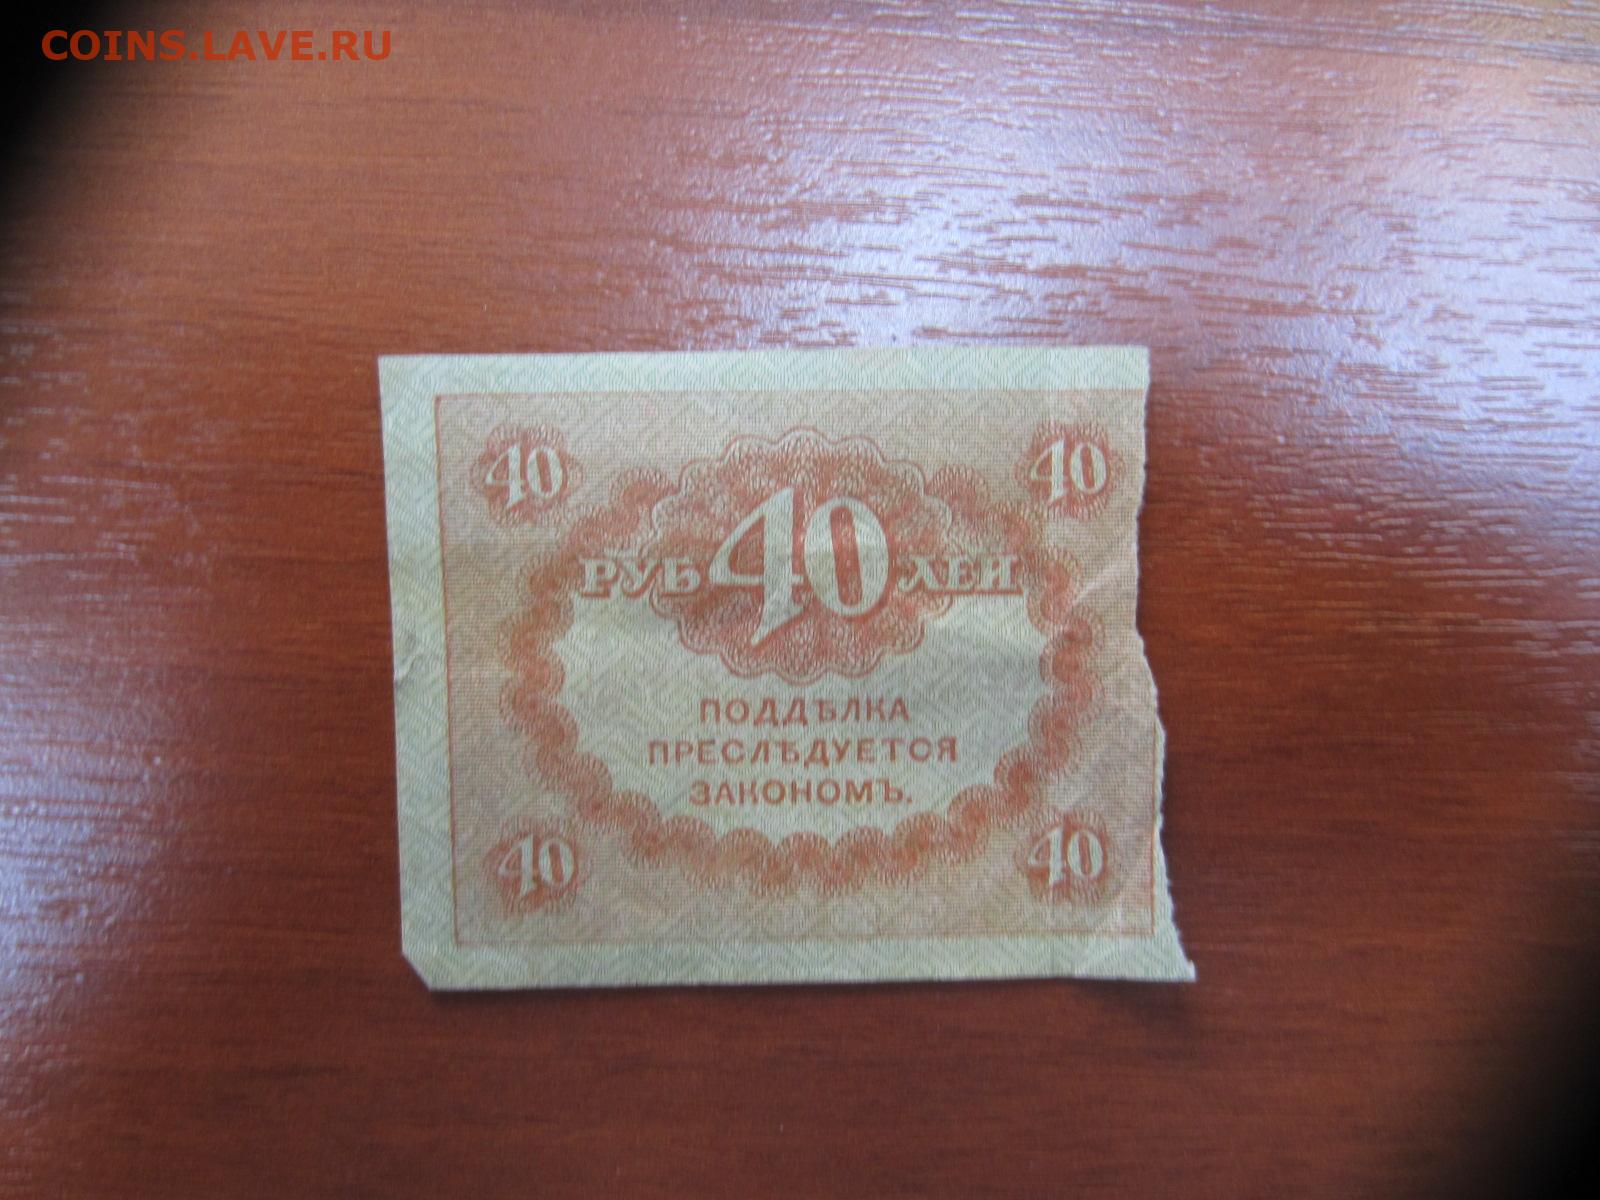 COINS.LAVE.RU
40 40
РУБ 40 ЛЕЙ
ПОДДѢЛКА
ПРЕСЛѢДУЕТСЯ
ЗАКОНОМЪ.
40 40